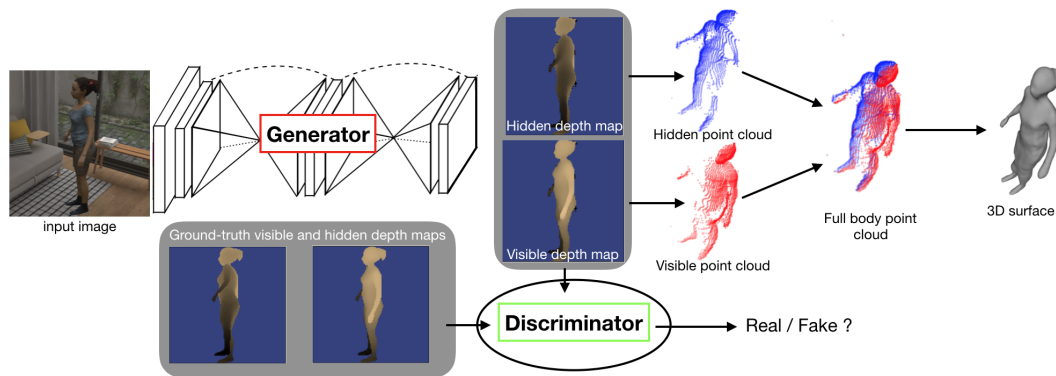 Generator
input image
Hidden depth map
Visible depth map
Hidden point cloud
Visible point cloud
Full body point
cloud
3D surface
Ground-truth visible and hidden depth maps
Discriminator
Real / Fake ?